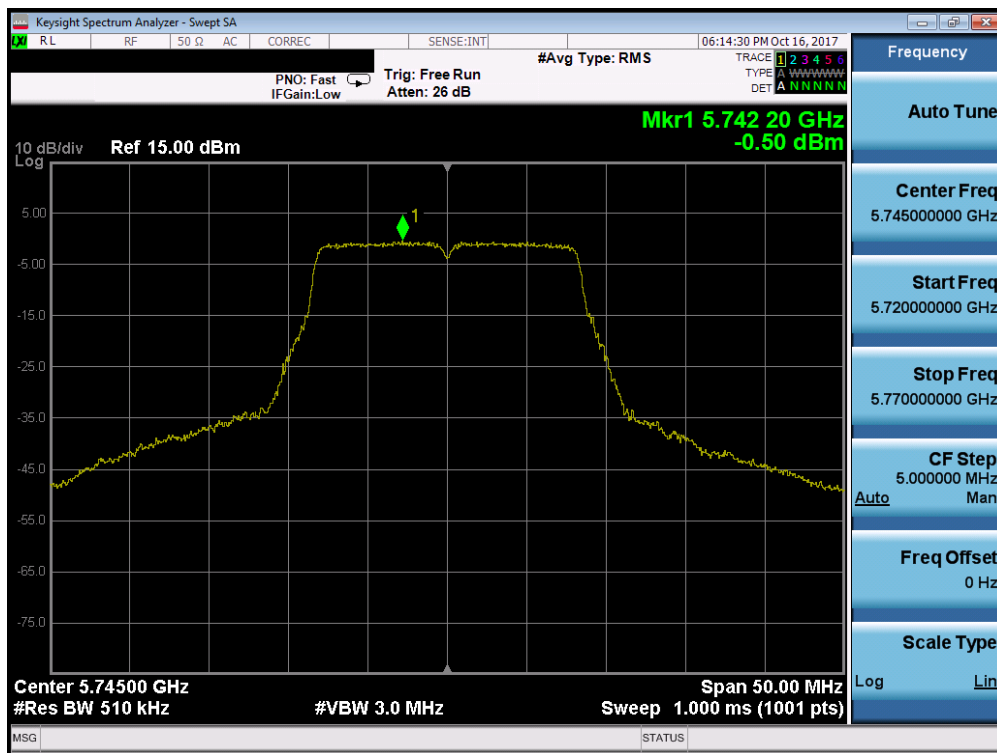 Keysight Spectrum Analyzer - Swept SA
LXI RL RF 50 Ω AC CORREC SENSE:INT 06:14:30 PM Oct 16, 2017
#Avg Type: RMS
TRACE 1 2 3 4 5 6
PNO: Fast Trig: Free Run
TYPE A WWWWW
IFGain:Low Atten: 26 dB
DET A N N N N N
Mkr1 5.742 20 GHz
-0.50 dBm
10 dB/div Ref 15.00 dBm
Log
1
5.00
-5.00
-15.0
-25.0
-35.0
-45.0
-55.0
-65.0
-75.0
Center 5.74500 GHz Span 50.00 MHz
#Res BW 510 kHz #VBW 3.0 MHz Sweep 1.000 ms (1001 pts)
MSG STATUS
Frequency
Auto Tune
Center Freq
5.745000000 GHz
Start Freq
5.720000000 GHz
Stop Freq
5.770000000 GHz
CF Step
5.000000 MHz
Auto Man
Freq Offset
0 Hz
Scale Type
Log Lin